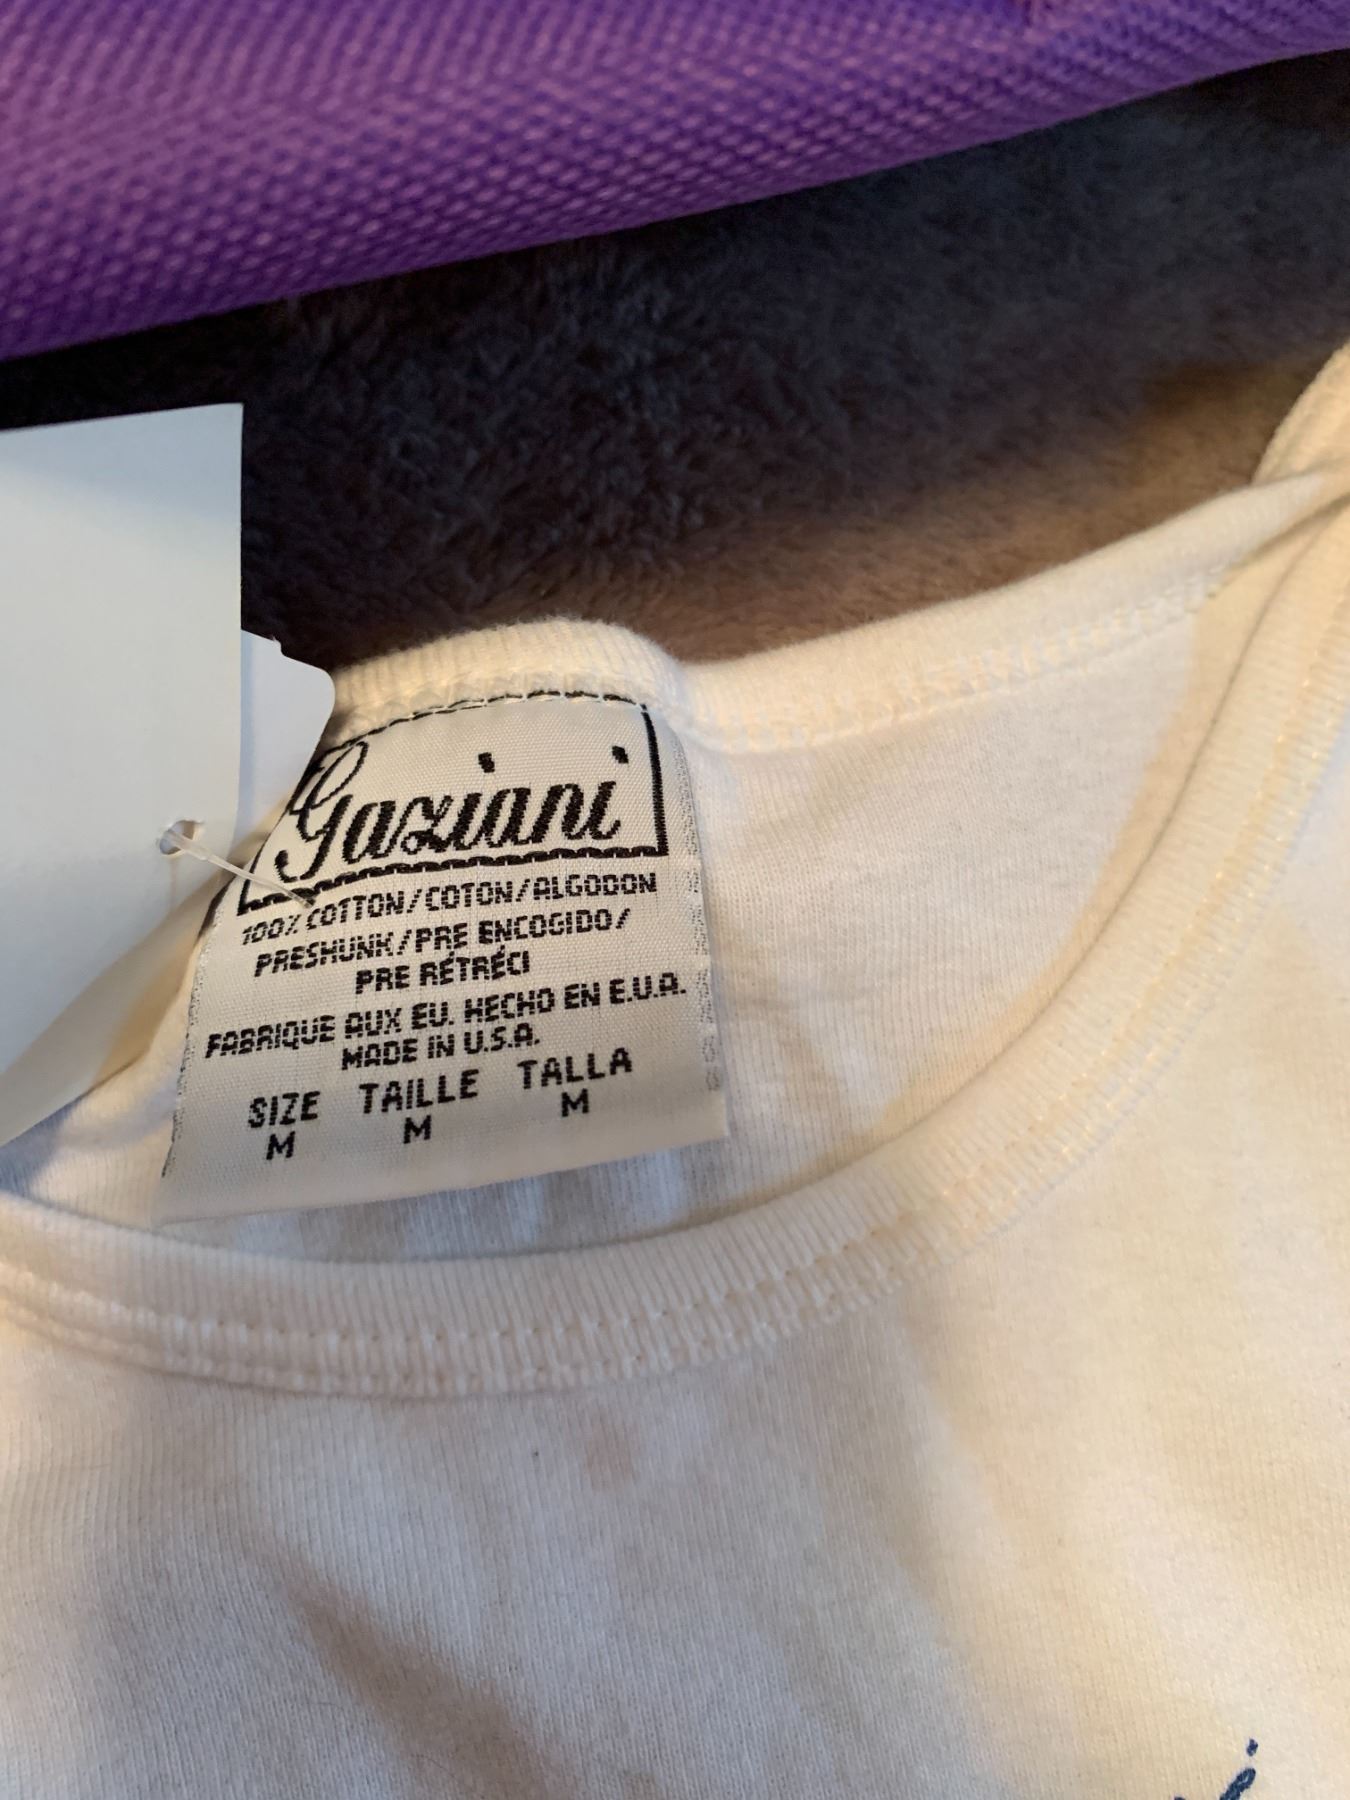 Gaziani
100% COTTON/COTON/ALGODON
PRESHUNK/PRE ENCOGIDO/
PRE RÉTRÉCI
FABRIQUE AUX EU. HECHO EN E.U.A.
MADE IN U.S.A.
SIZE TAILLE TALLA
M M M